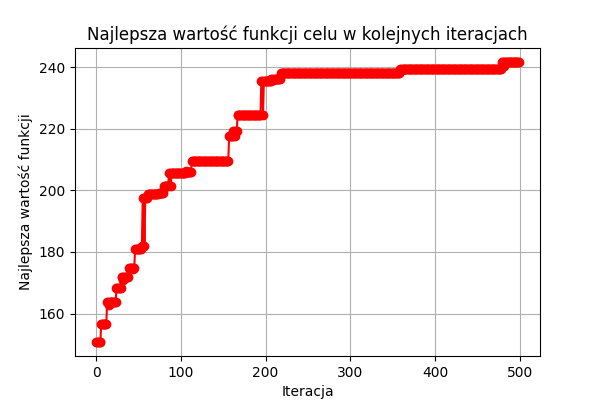 Najlepsza wartość funkcji celu w kolejnych iteracjach
Najlepsza wartość funkcji
240
220
200
180
160
0 100 200 300 400 500
Iteracja